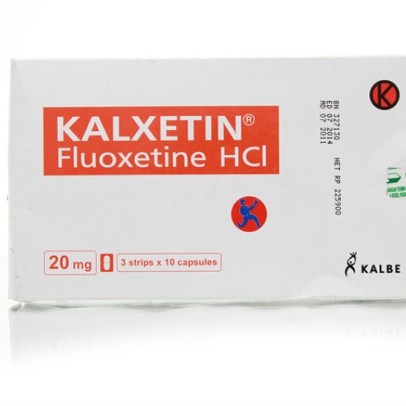 KALXETIN®
Fluoxetine HCl
20 mg
3 strips x 10 capsules
BN 327130
ED 07 2014
MD 07 2011
HET RP 225900
K
KALBE